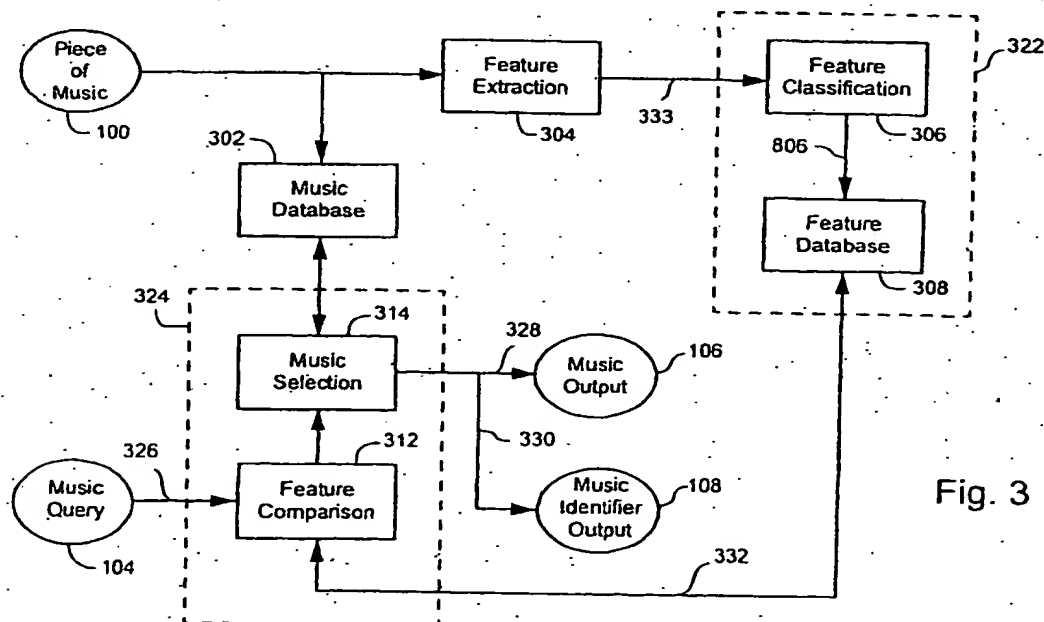 Piece
of
Music
100
Feature
Extraction
304
333
Feature
Classification
306
322
806
302
Music
Database
Feature
Database
308
324
314
Music
Selection
328
Music
Output
106
330
312
326
Music
Query
104
Feature
Comparison
Music
Identifier
Output
108
332
Fig. 3